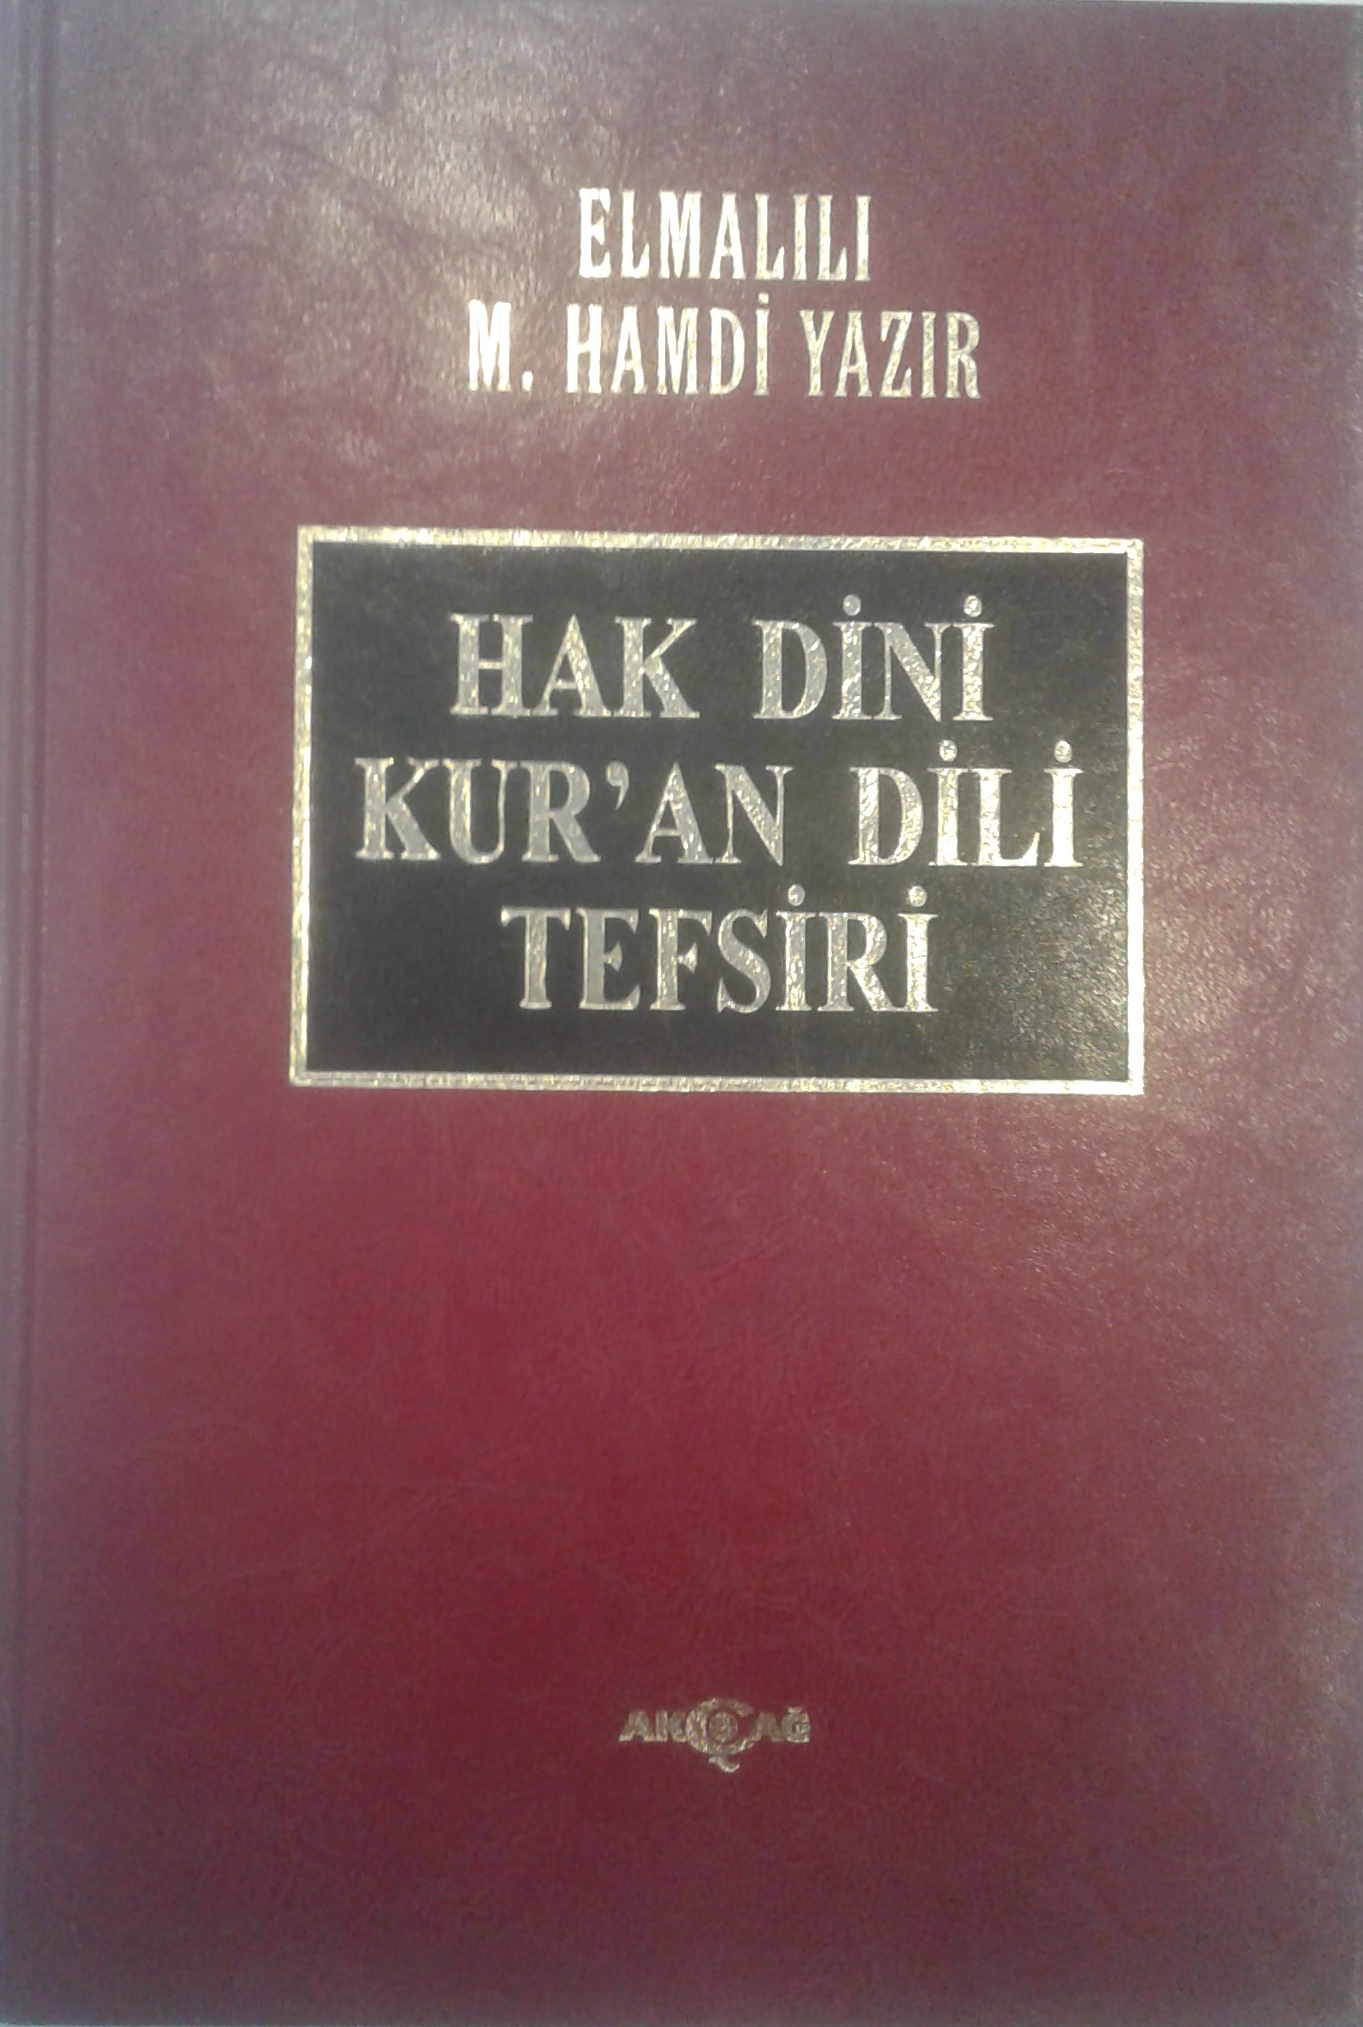 ELMALILI
M. HAMDİ YAZIR
HAK DİNİ
KUR'AN DİLİ
TEFSİRİ
AKÇAĞ